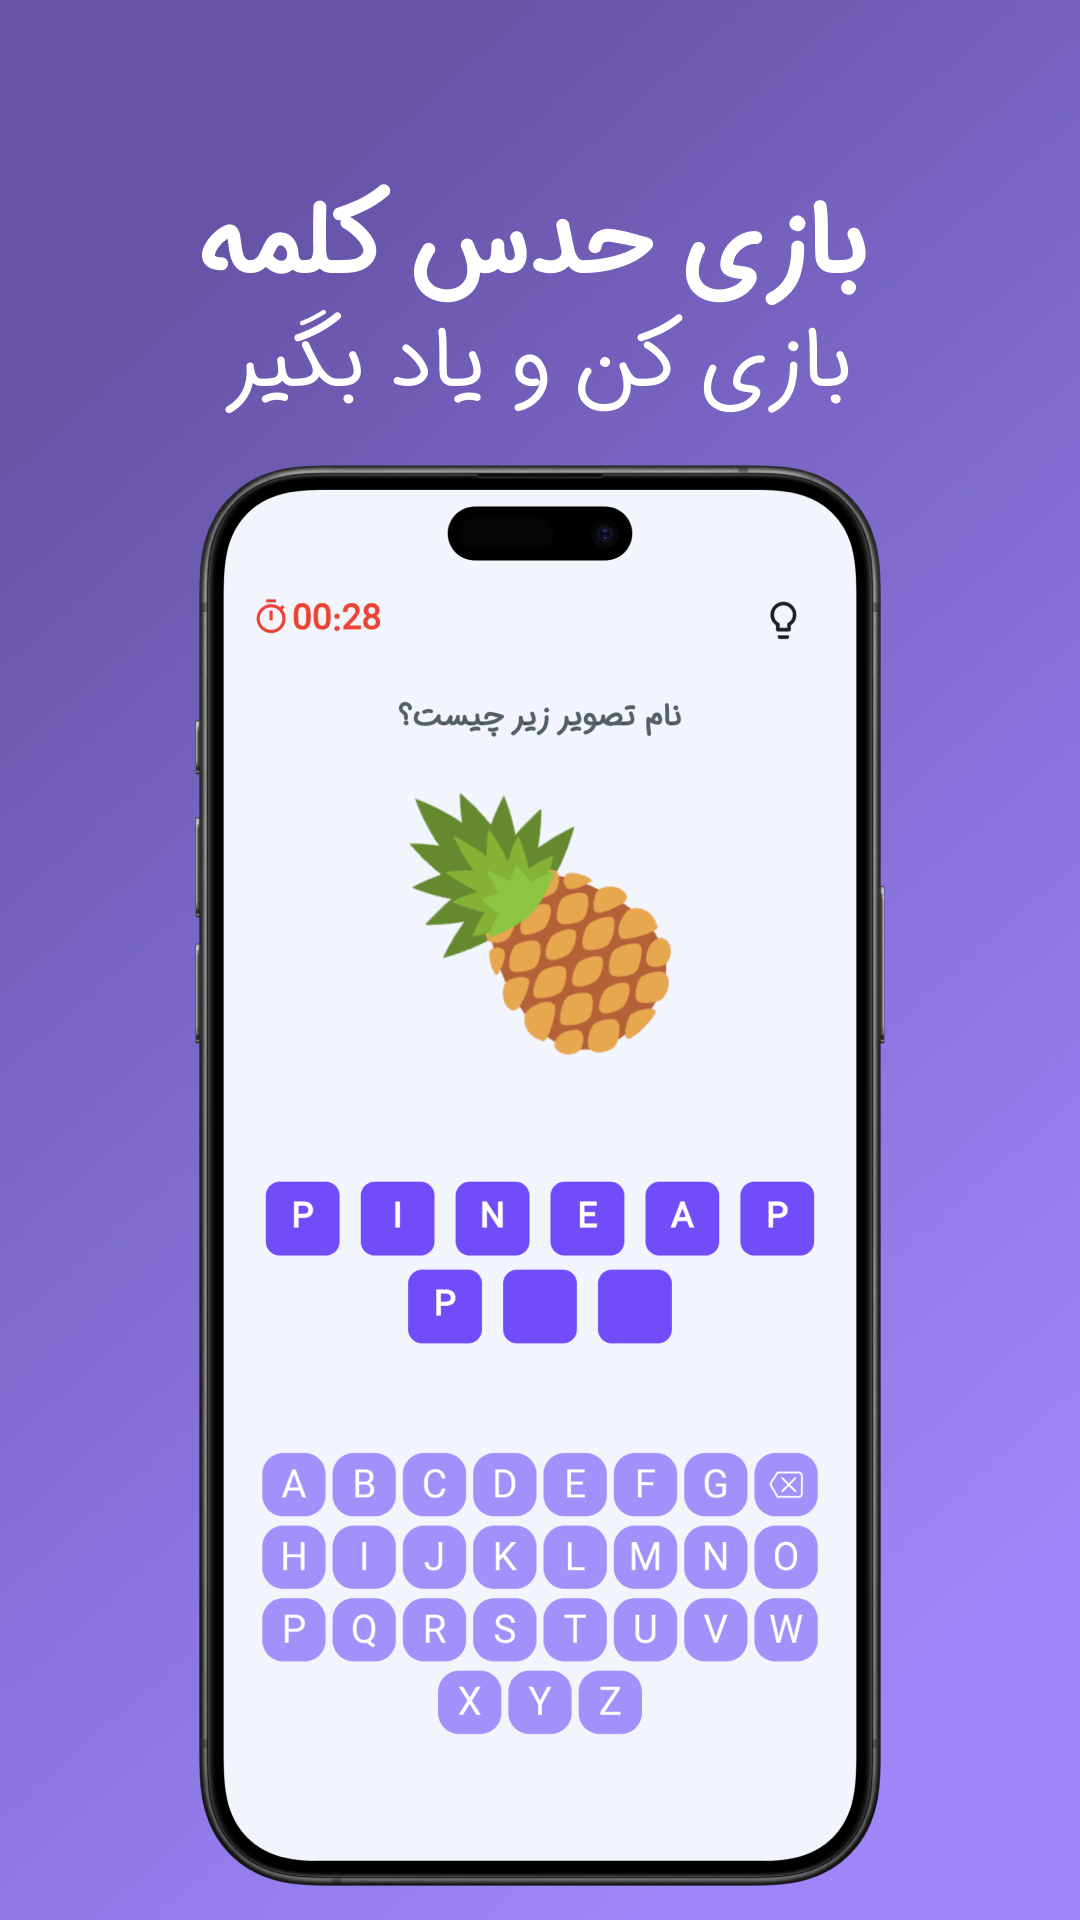 بازی حدس کلمه
بازی کن و یاد بگیر
00:28
نام تصویر زیر چیست؟
P I N E A P
P
A B C D E F G
H I J K L M N O
P Q R S T U V W
X Y Z